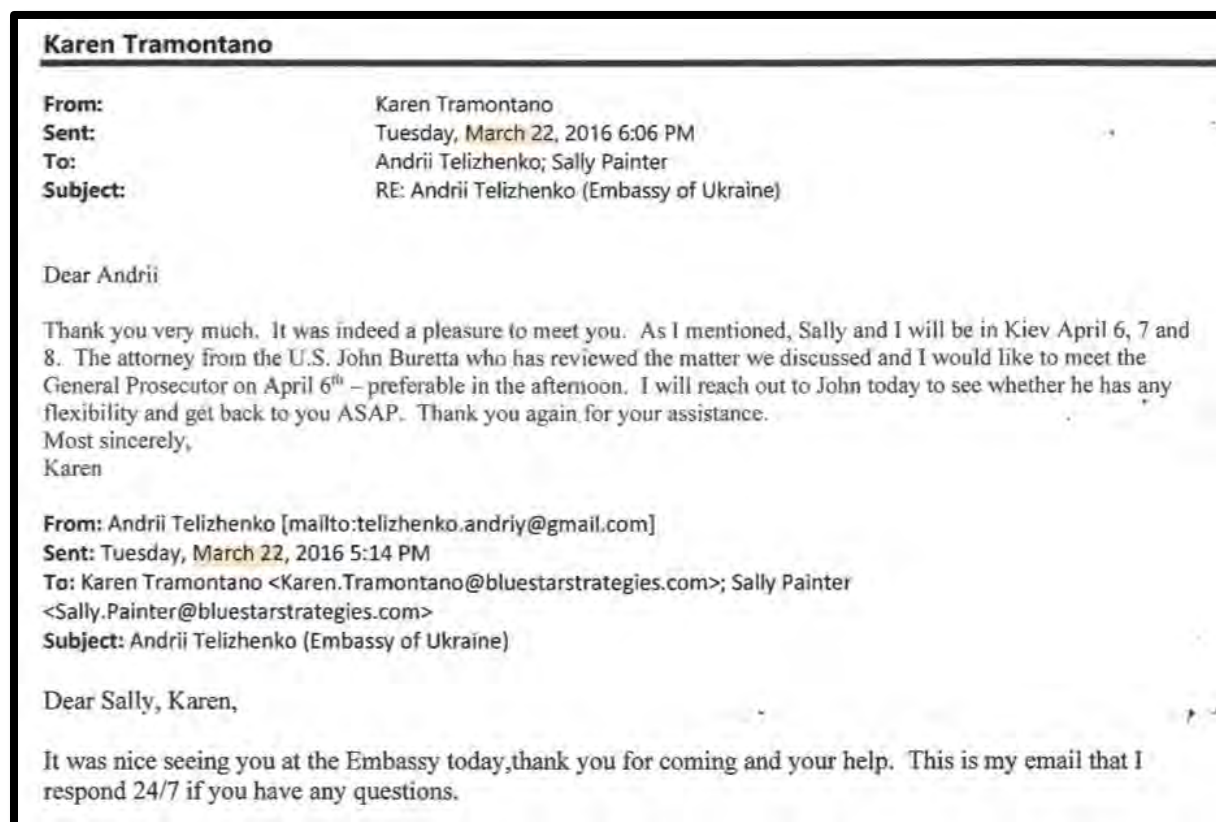 Karen Tramontano
From: Karen Tramontano
Sent: Tuesday, March 22, 2016 6:06 PM
To: Andrii Telizhenko; Sally Painter
Subject: RE: Andrii Telizhenko (Embassy of Ukraine)
Dear Andrii
Thank you very much. It was indeed a pleasure to meet you. As I mentioned, Sally and I will be in Kiev April 6, 7 and
8. The attorney from the U.S. John Buretta who has reviewed the matter we discussed and I would like to meet the
General Prosecutor on April 6th – preferable in the afternoon. I will reach out to John today to see whether he has any
flexibility and get back to you ASAP. Thank you again for your assistance.
Most sincerely,
Karen
From: Andrii Telizhenko [mailto:telizhenko.andriy@gmail.com]
Sent: Tuesday, March 22, 2016 5:14 PM
To: Karen Tramontano <Karen.Tramontano@bluestarstrategies.com>; Sally Painter
<Sally.Painter@bluestarstrategies.com>
Subject: Andrii Telizhenko (Embassy of Ukraine)
Dear Sally, Karen,
It was nice seeing you at the Embassy today,thank you for coming and your help. This is my email that I
respond 24/7 if you have any questions.